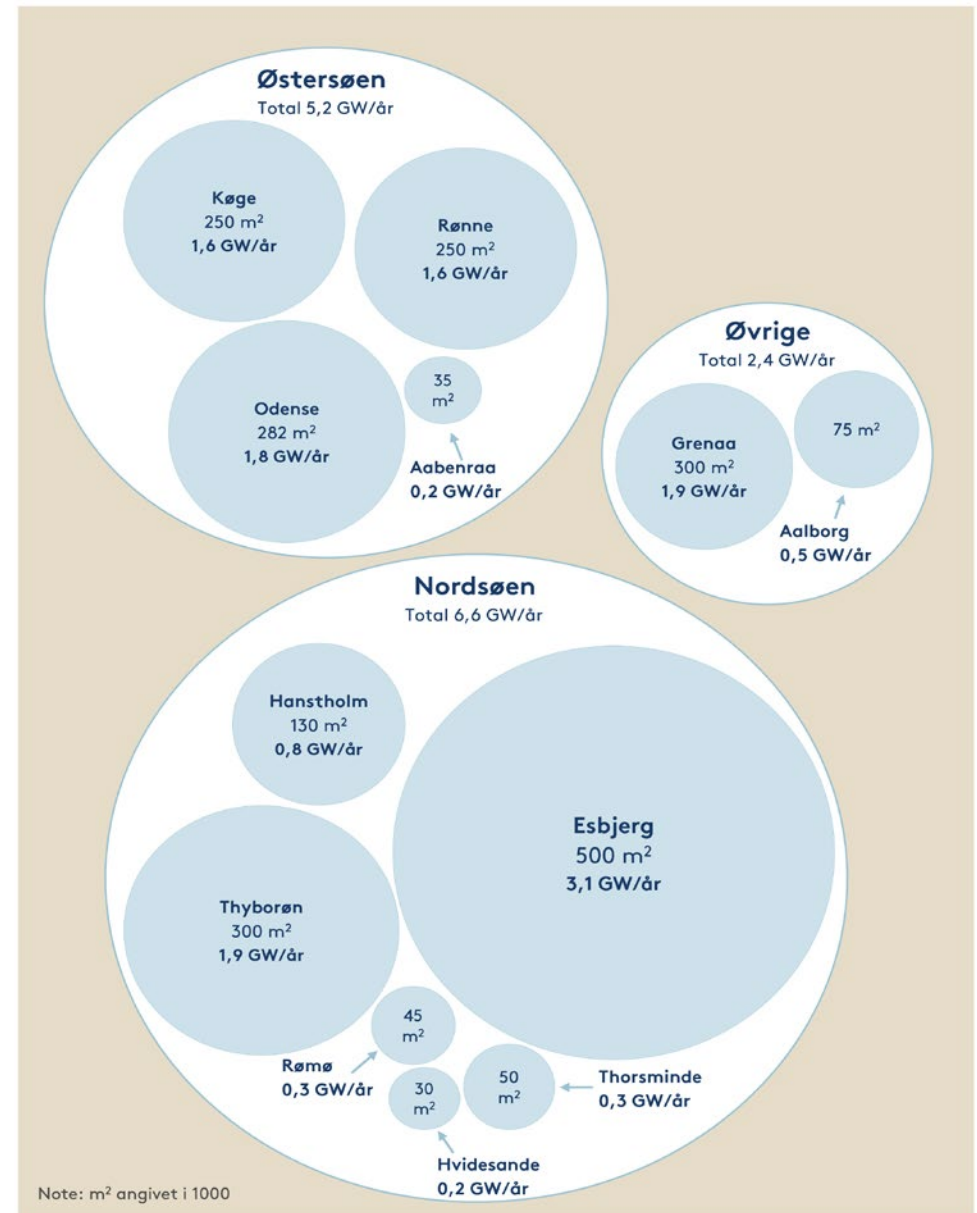 Østersøen
Total 5,2 GW/år
Køge
250 m²
1,6 GW/år
Rønne
250 m²
1,6 GW/år
Odense
282 m²
1,8 GW/år
35
m²
Aabenraa
0,2 GW/år
Øvrige
Total 2,4 GW/år
Grenaa
300 m²
1,9 GW/år
75 m²
Aalborg
0,5 GW/år
Nordsøen
Total 6,6 GW/år
Hanstholm
130 m²
0,8 GW/år
Esbjerg
500 m²
3,1 GW/år
Thyborøn
300 m²
1,9 GW/år
45
m²
Rømø
0,3 GW/år
30
m²
Hvidesande
0,2 GW/år
50
m²
Thorsminde
0,3 GW/år
Note: m² angivet i 1000